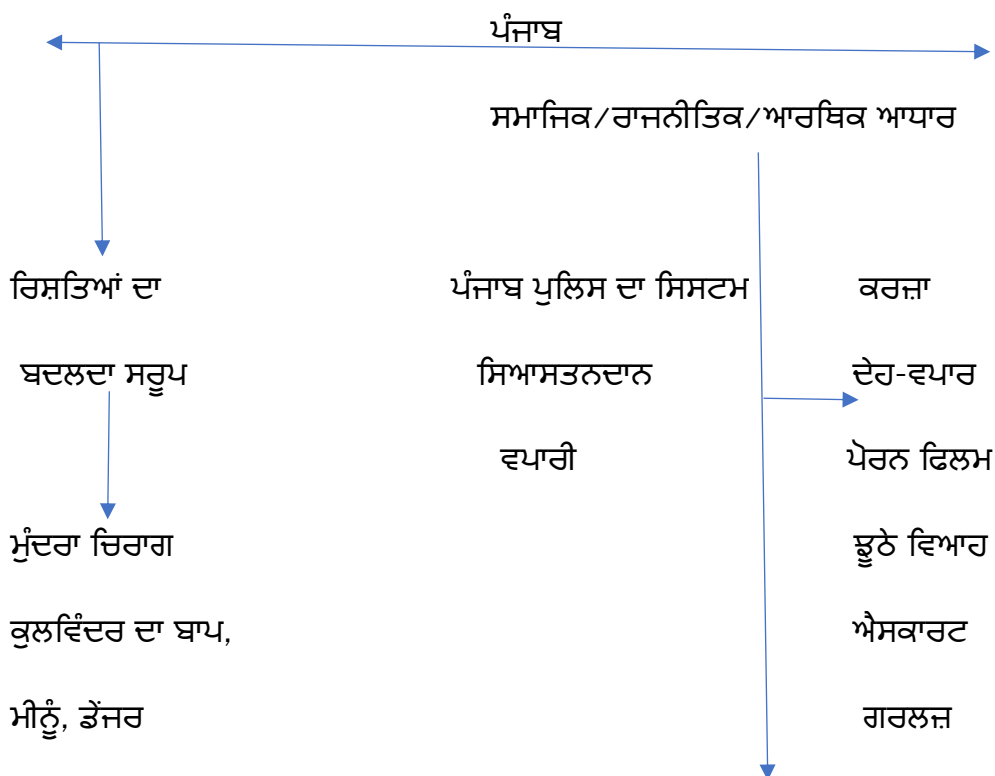 ਪੰਜਾਬ
ਸਮਾਜਿਕ/ਰਾਜਨੀਤਿਕ/ਆਰਥਿਕ ਆਧਾਰ
ਰਿਸ਼ਤਿਆਂ ਦਾ ਪੰਜਾਬ ਪੁਲਿਸ ਦਾ ਸਿਸਟਮ ਕਰਜ਼ਾ
ਬਦਲਦਾ ਸਰੂਪ ਸਿਆਸਤਨਦਾਨ ਦੇਹ-ਵਪਾਰ
ਵਪਾਰੀ ਪੋਰਨ ਫਿਲਮ
ਮੁੰਦਰਾ ਚਿਰਾਗ ਝੂਠੇ ਵਿਆਹ
ਕੁਲਵਿੰਦਰ ਦਾ ਬਾਪ, ਐਸਕਾਰਟ
ਮੀਨੂੰ, ਡੇਂਜਰ ਗਰਲਜ਼